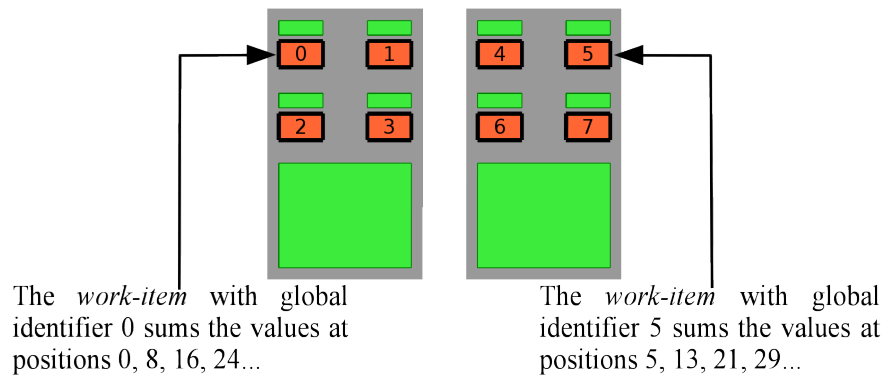 0 1 4 5
2 3 6 7
The work-item with global
identifier 0 sums the values at
positions 0, 8, 16, 24...
The work-item with global
identifier 5 sums the values at
positions 5, 13, 21, 29...